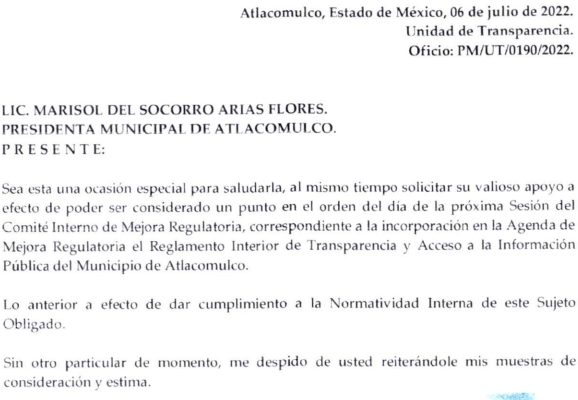 Atlacomulco, Estado de México, 06 de julio de 2022.
Unidad de Transparencia.
Oficio: PM/UT/0190/2022.
LIC. MARISOL DEL SOCORRO ARIAS FLORES.
PRESIDENTA MUNICIPAL DE ATLACOMULCO.
P R E S E N T E:
Sea esta una ocasión especial para saludarla, al mismo tiempo solicitar su valioso apoyo a
efecto de poder ser considerado un punto en el orden del día de la próxima Sesión del
Comité Interno de Mejora Regulatoria, correspondiente a la incorporación en la Agenda de
Mejora Regulatoria el Reglamento Interior de Transparencia y Acceso a la Información
Pública del Municipio de Atlacomulco.
Lo anterior a efecto de dar cumplimiento a la Normatividad Interna de este Sujeto
Obligado.
Sin otro particular de momento, me despido de usted reiterándole mis muestras de
consideración y estima.